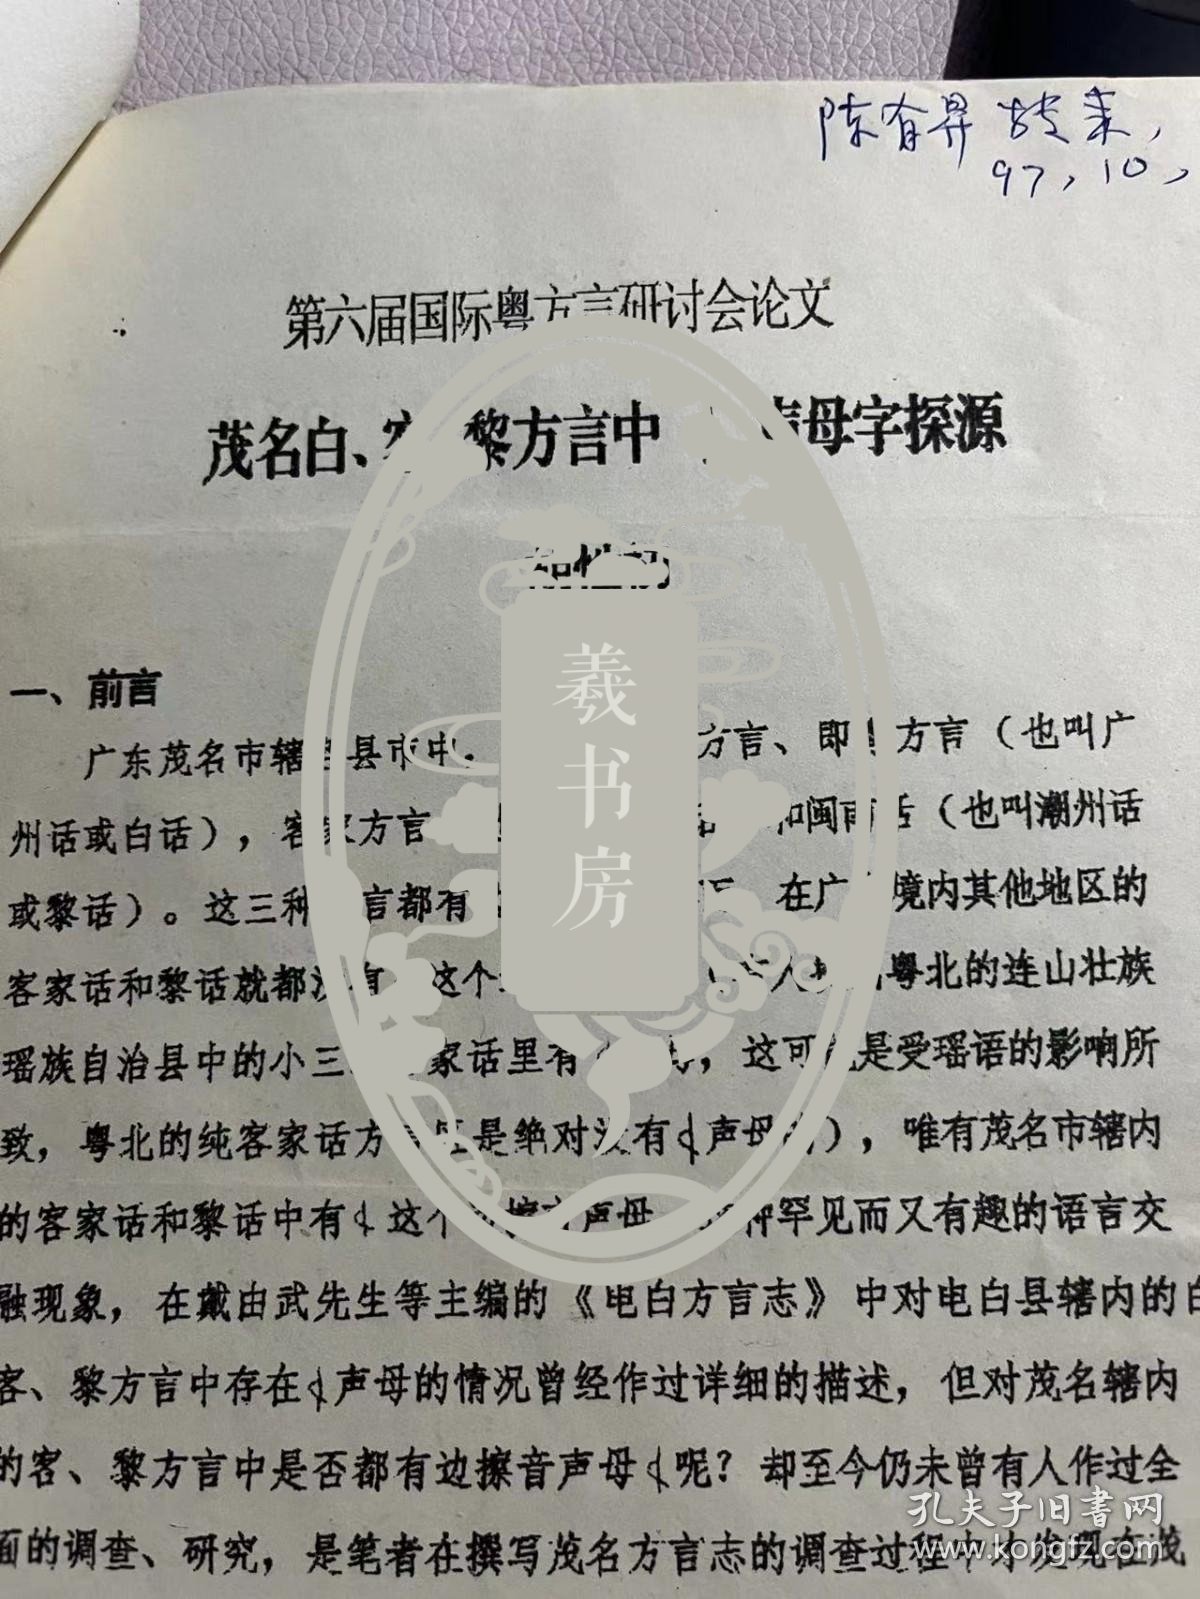 陈有昇 转来,
97,10,
第六届国际粤方言研讨会论文
茂名白、客 黎方言中 声母字探源
一、前言
广东茂名市辖 县市中. 方言、即 方言(也叫广
州话或白话),客家方言 和闽南话(也叫潮州话
或黎话)。这三种 言都有 在广 境内其他地区的
客家话和黎话就都没有 这个 人 粤北的连山壮族
瑶族自治县中的小三 家话里有 ,这可 是受瑶语的影响所
致,粤北的纯客家话方 是绝对没有ɬ声母 ),唯有茂名市辖内
的客家话和黎话中有ɬ这个 擦音声母 种罕见而又有趣的语言交
融现象,在戴由武先生等主编的《电白方言志》中对电白县辖内的白
客、黎方言中存在ɬ声母的情况曾经作过详细的描述,但对茂名辖内
的客、黎方言中是否都有边擦音声母ɬ呢?却至今仍未曾有人作过全
面的调查、研究,是笔者在撰写茂名方言志的调查过程中才发现在茂
羲书房
孔夫子旧书网
www.kongfz.com